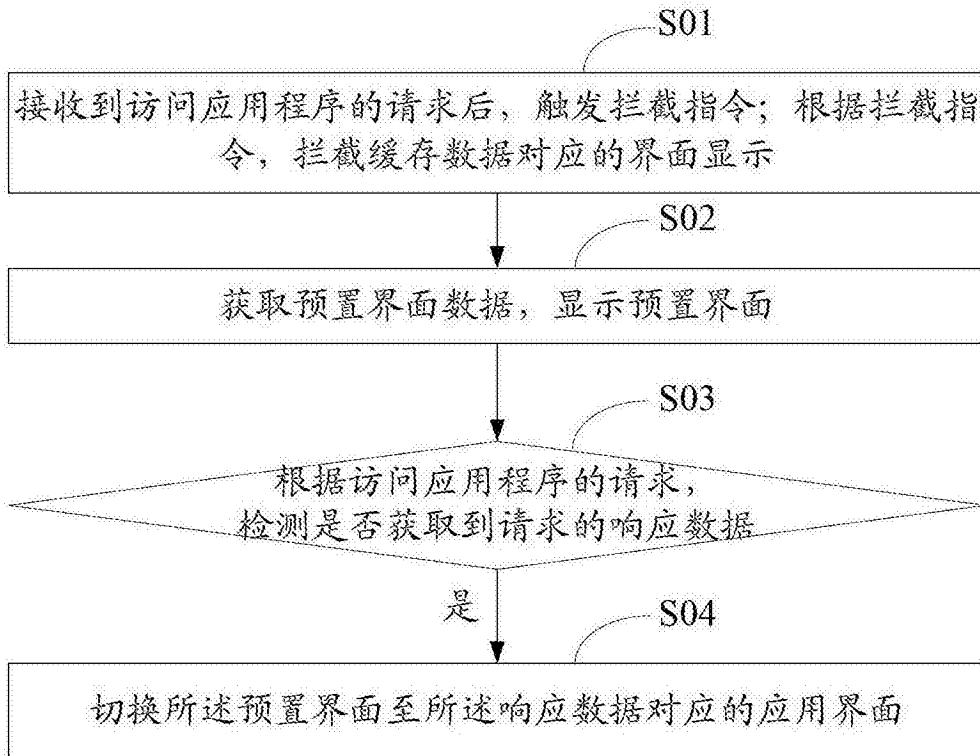 S01
接收到访问应用程序的请求后，触发拦截指令；根据拦截指
令，拦截缓存数据对应的界面显示
S02
获取预置界面数据，显示预置界面
S03
根据访问应用程序的请求，
检测是否获取到请求的响应数据
是
S04
切换所述预置界面至所述响应数据对应的应用界面